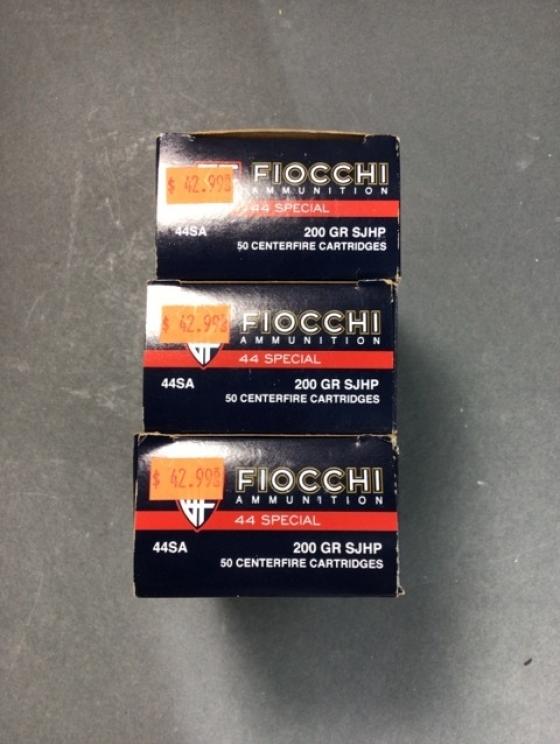 FIOCCHI
$ 42.99
AMMUNITION
44 SPECIAL
44SA 200 GR SJHP
50 CENTERFIRE CARTRIDGES
FIOCCHI
$ 42.99
AMMUNITION
44 SPECIAL
44SA 200 GR SJHP
50 CENTERFIRE CARTRIDGES
FIOCCHI
$ 42.99
AMMUNITION
44 SPECIAL
44SA 200 GR SJHP
50 CENTERFIRE CARTRIDGES